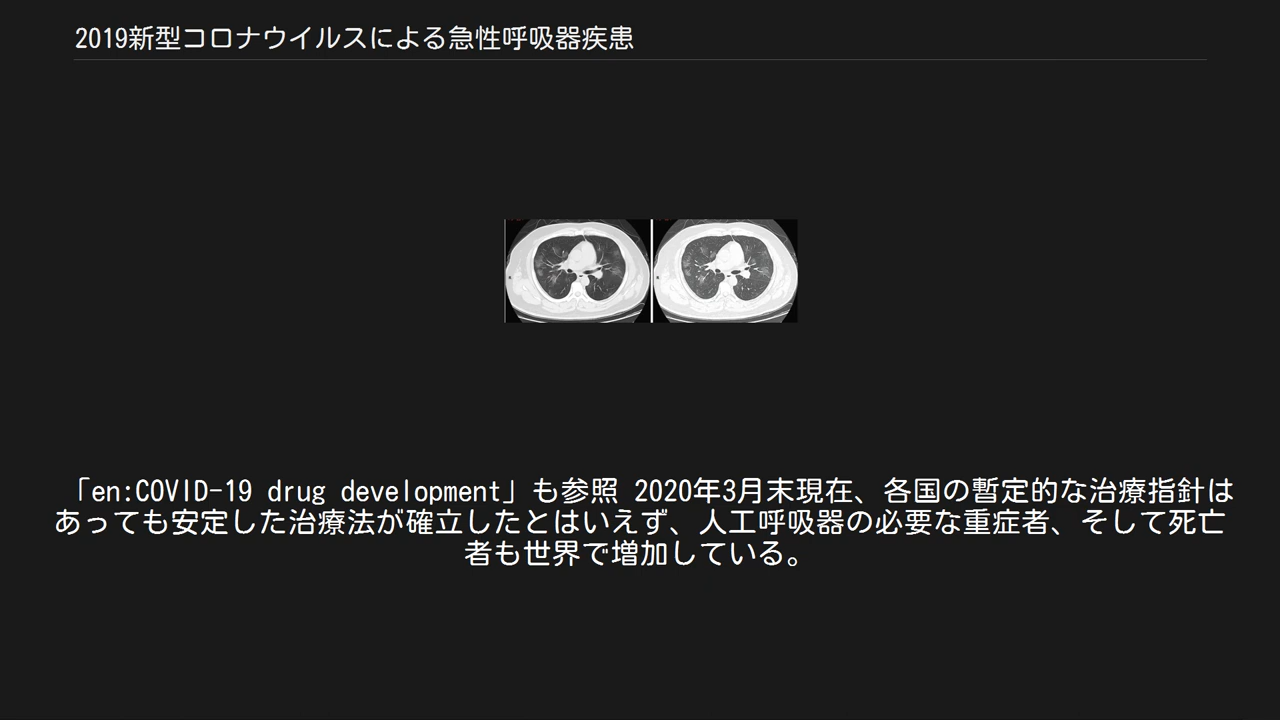 2019新型コロナウイルスによる急性呼吸器疾患
「en:COVID-19 drug development」も参照 2020年3月末現在、各国の暫定的な治療指針は
あっても安定した治療法が確立したとはいえず、人工呼吸器の必要な重症者、そして死亡
者も世界で増加している。